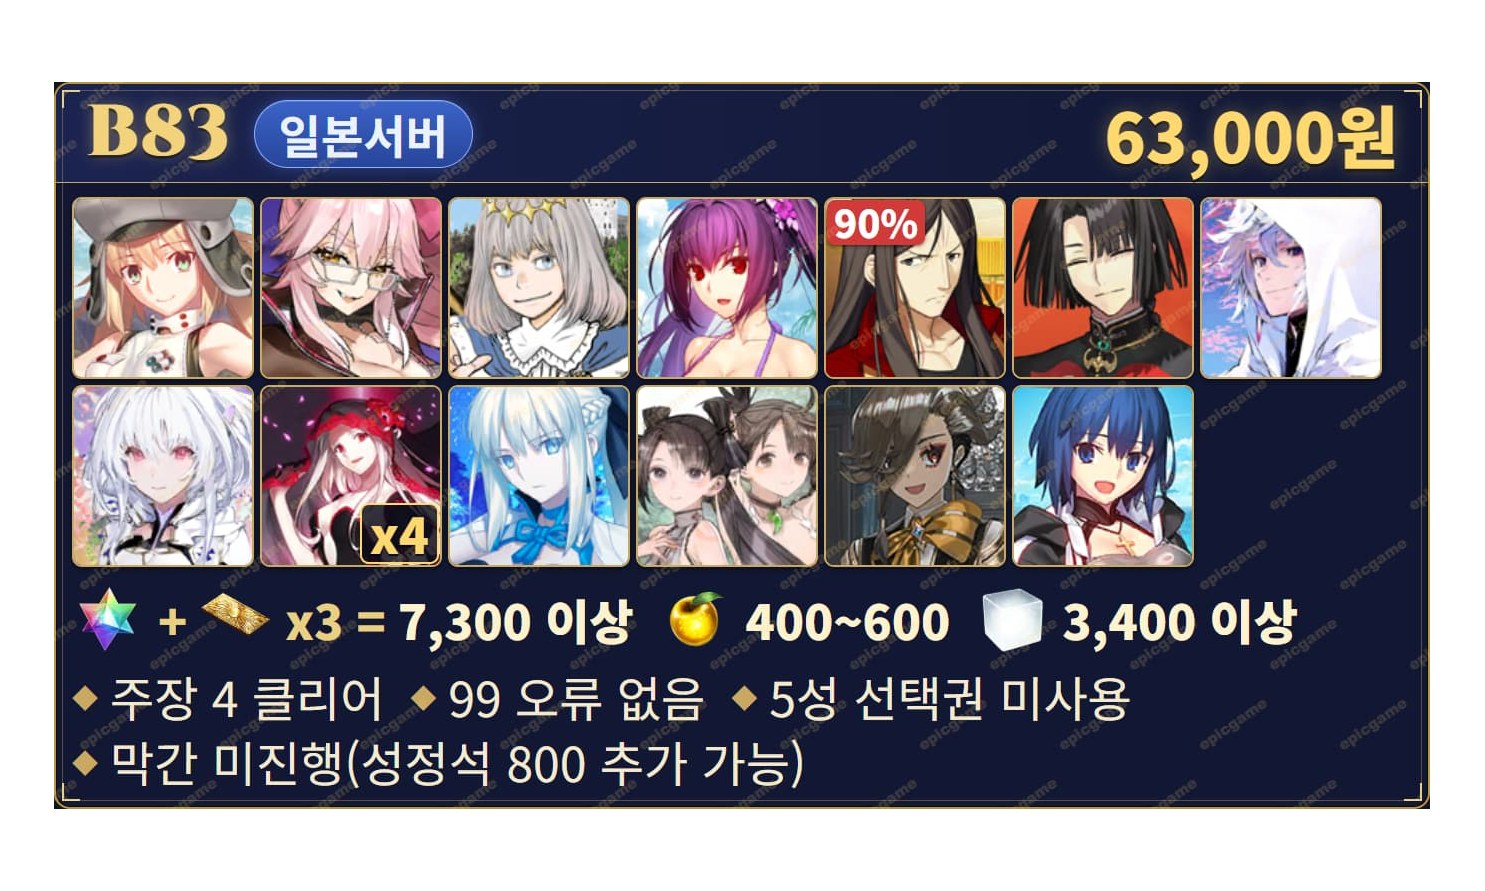 B83 일본서버 63,000원
90%
x4
+ x3 = 7,300 이상 400~600 3,400 이상
◆ 주장 4 클리어 ◆ 99 오류 없음 ◆ 5성 선택권 미사용
◆ 막간 미진행(성정석 800 추가 가능)
epicgame